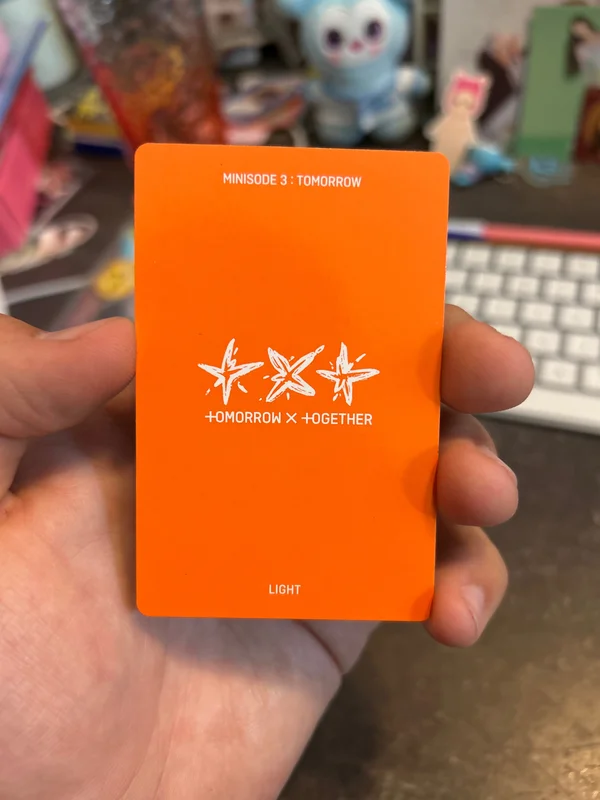 MINISODE 3 : TOMORROW
TOMORROW X TOGETHER
LIGHT